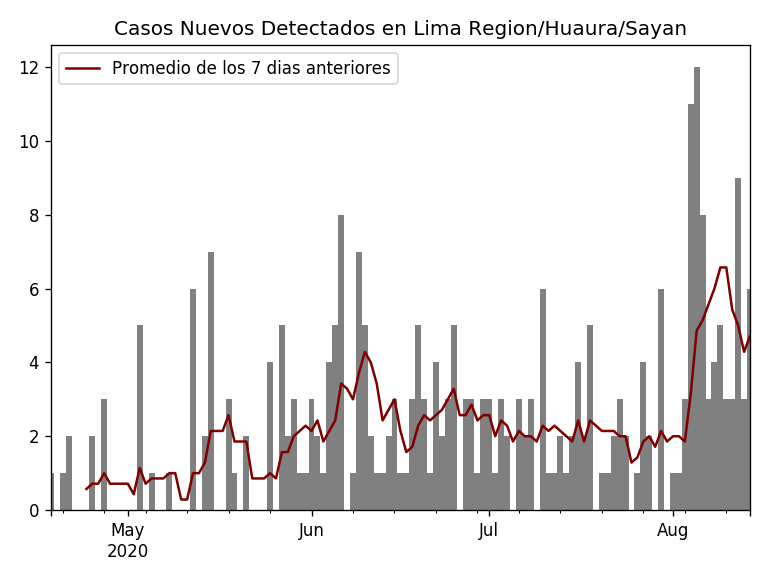 Casos Nuevos Detectados en Lima Region/Huaura/Sayan
Promedio de los 7 dias anteriores
12
10
8
6
4
2
0
May
2020
Jun
Jul
Aug